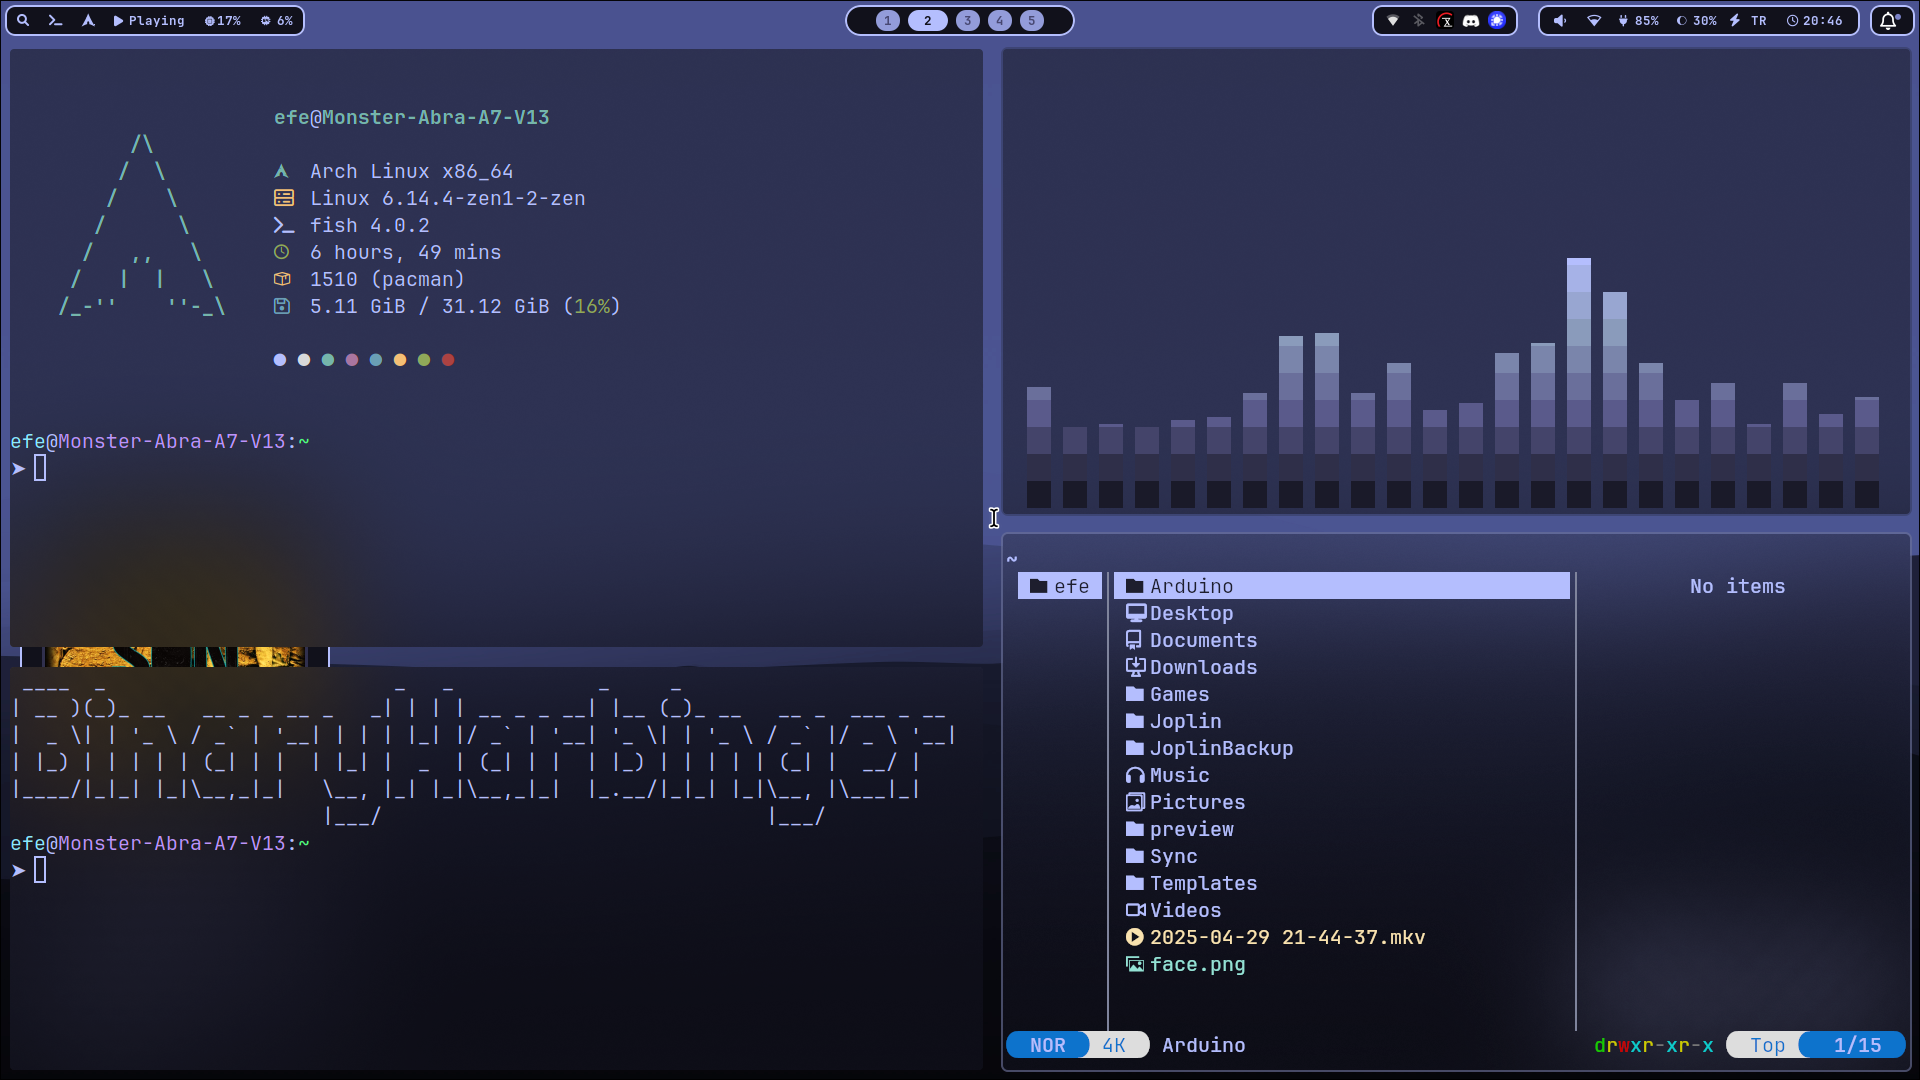 Playing 17% 6%
1 2 3 4 5
85% 30% TR 20:46
efe@Monster-Abra-A7-V13
Arch Linux x86_64
Linux 6.14.4-zen1-2-zen
fish 4.0.2
6 hours, 49 mins
1510 (pacman)
5.11 GiB / 31.12 GiB (16%)
efe@Monster-Abra-A7-V13:~
➤
BinaryHarbinger
efe@Monster-Abra-A7-V13:~
➤
~
efe
Arduino
Desktop
Documents
Downloads
Games
Joplin
JoplinBackup
Music
Pictures
preview
Sync
Templates
Videos
2025-04-29 21-44-37.mkv
face.png
No items
NOR 4K Arduino
drwxr-xr-x Top 1/15